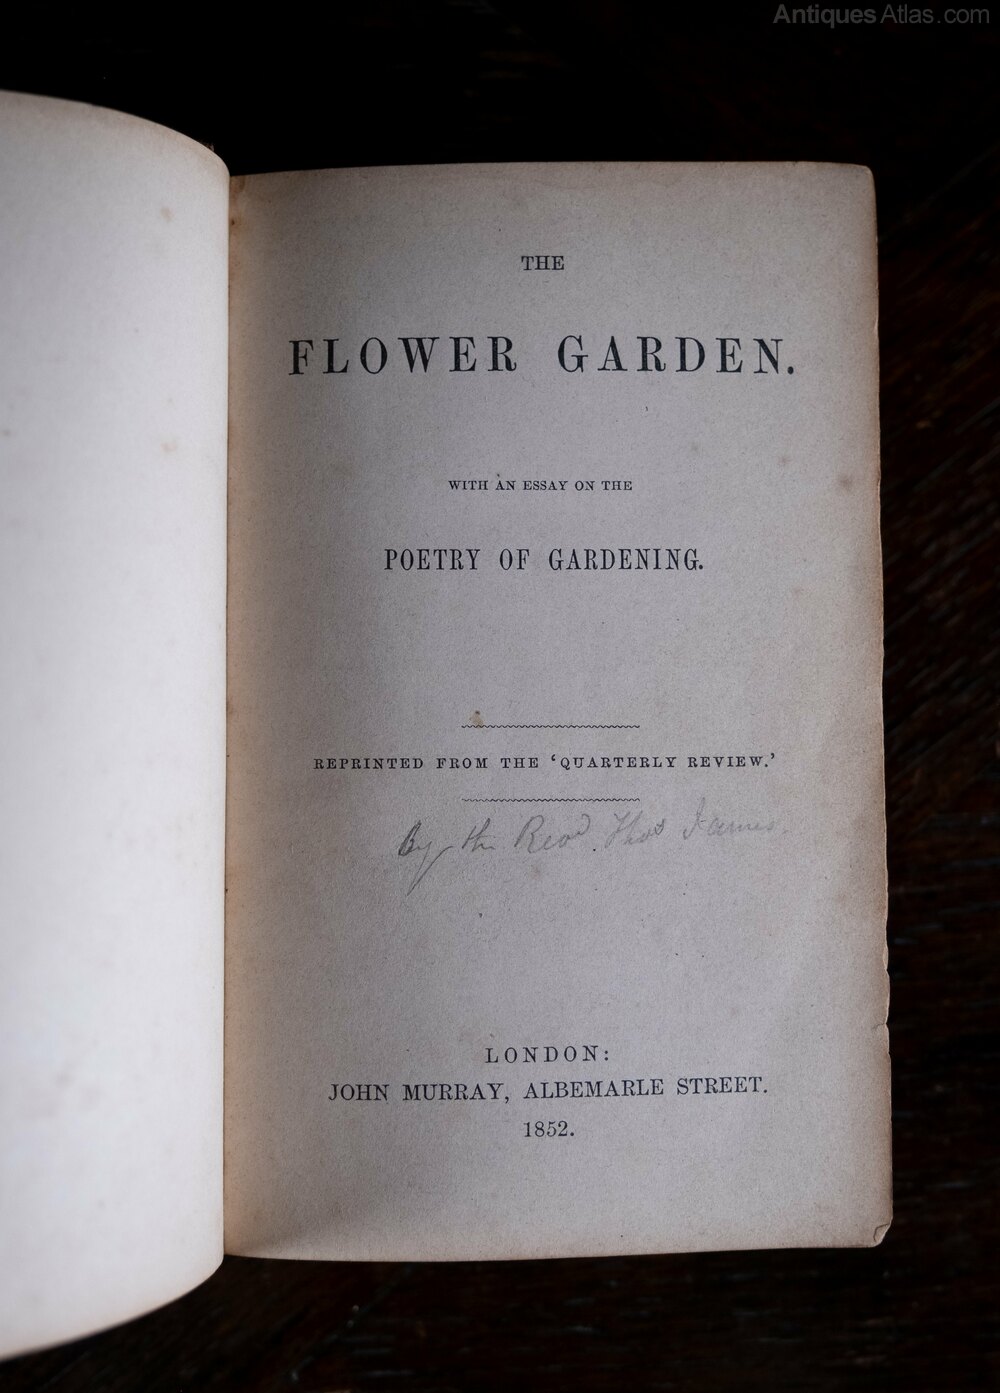 AntiquesAtlas.com
THE
FLOWER GARDEN.
WITH AN ESSAY ON THE
POETRY OF GARDENING.
REPRINTED FROM THE ‘QUARTERLY REVIEW.’
By the Revd. Thos James.
LONDON:
JOHN MURRAY, ALBEMARLE STREET.
1852.